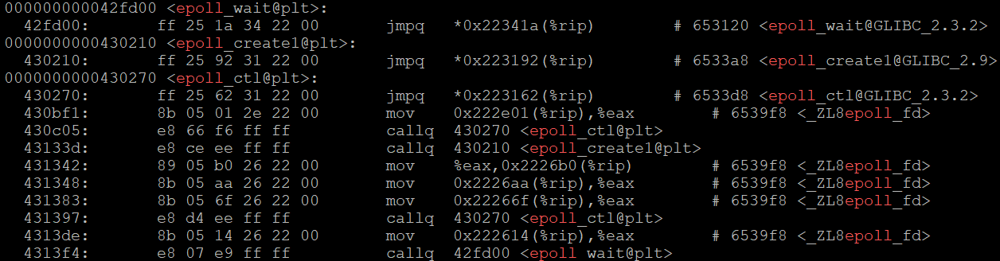 000000000042fd00 <epoll_wait@plt>:
  42fd00:       ff 25 1a 34 22 00       jmpq   *0x22341a(%rip)        # 653120 <epoll_wait@GLIBC_2.3.2>
0000000000430210 <epoll_create1@plt>:
  430210:       ff 25 92 31 22 00       jmpq   *0x223192(%rip)        # 6533a8 <epoll_create1@GLIBC_2.9>
0000000000430270 <epoll_ctl@plt>:
  430270:       ff 25 62 31 22 00       jmpq   *0x223162(%rip)        # 6533d8 <epoll_ctl@GLIBC_2.3.2>
  430bf1:       8b 05 01 2e 22 00       mov    0x222e01(%rip),%eax        # 6539f8 <_ZL8epoll_fd>
  430c05:       e8 66 f6 ff ff          callq  430270 <epoll_ctl@plt>
  43133d:       e8 ce ee ff ff          callq  430210 <epoll_create1@plt>
  431342:       89 05 b0 26 22 00       mov    %eax,0x2226b0(%rip)        # 6539f8 <_ZL8epoll_fd>
  431348:       8b 05 aa 26 22 00       mov    0x2226aa(%rip),%eax        # 6539f8 <_ZL8epoll_fd>
  431383:       8b 05 6f 26 22 00       mov    0x22266f(%rip),%eax        # 6539f8 <_ZL8epoll_fd>
  431397:       e8 d4 ee ff ff          callq  430270 <epoll_ctl@plt>
  4313de:       8b 05 14 26 22 00       mov    0x222614(%rip),%eax        # 6539f8 <_ZL8epoll_fd>
  4313f4:       e8 07 e9 ff ff          callq  42fd00 <epoll_wait@plt>